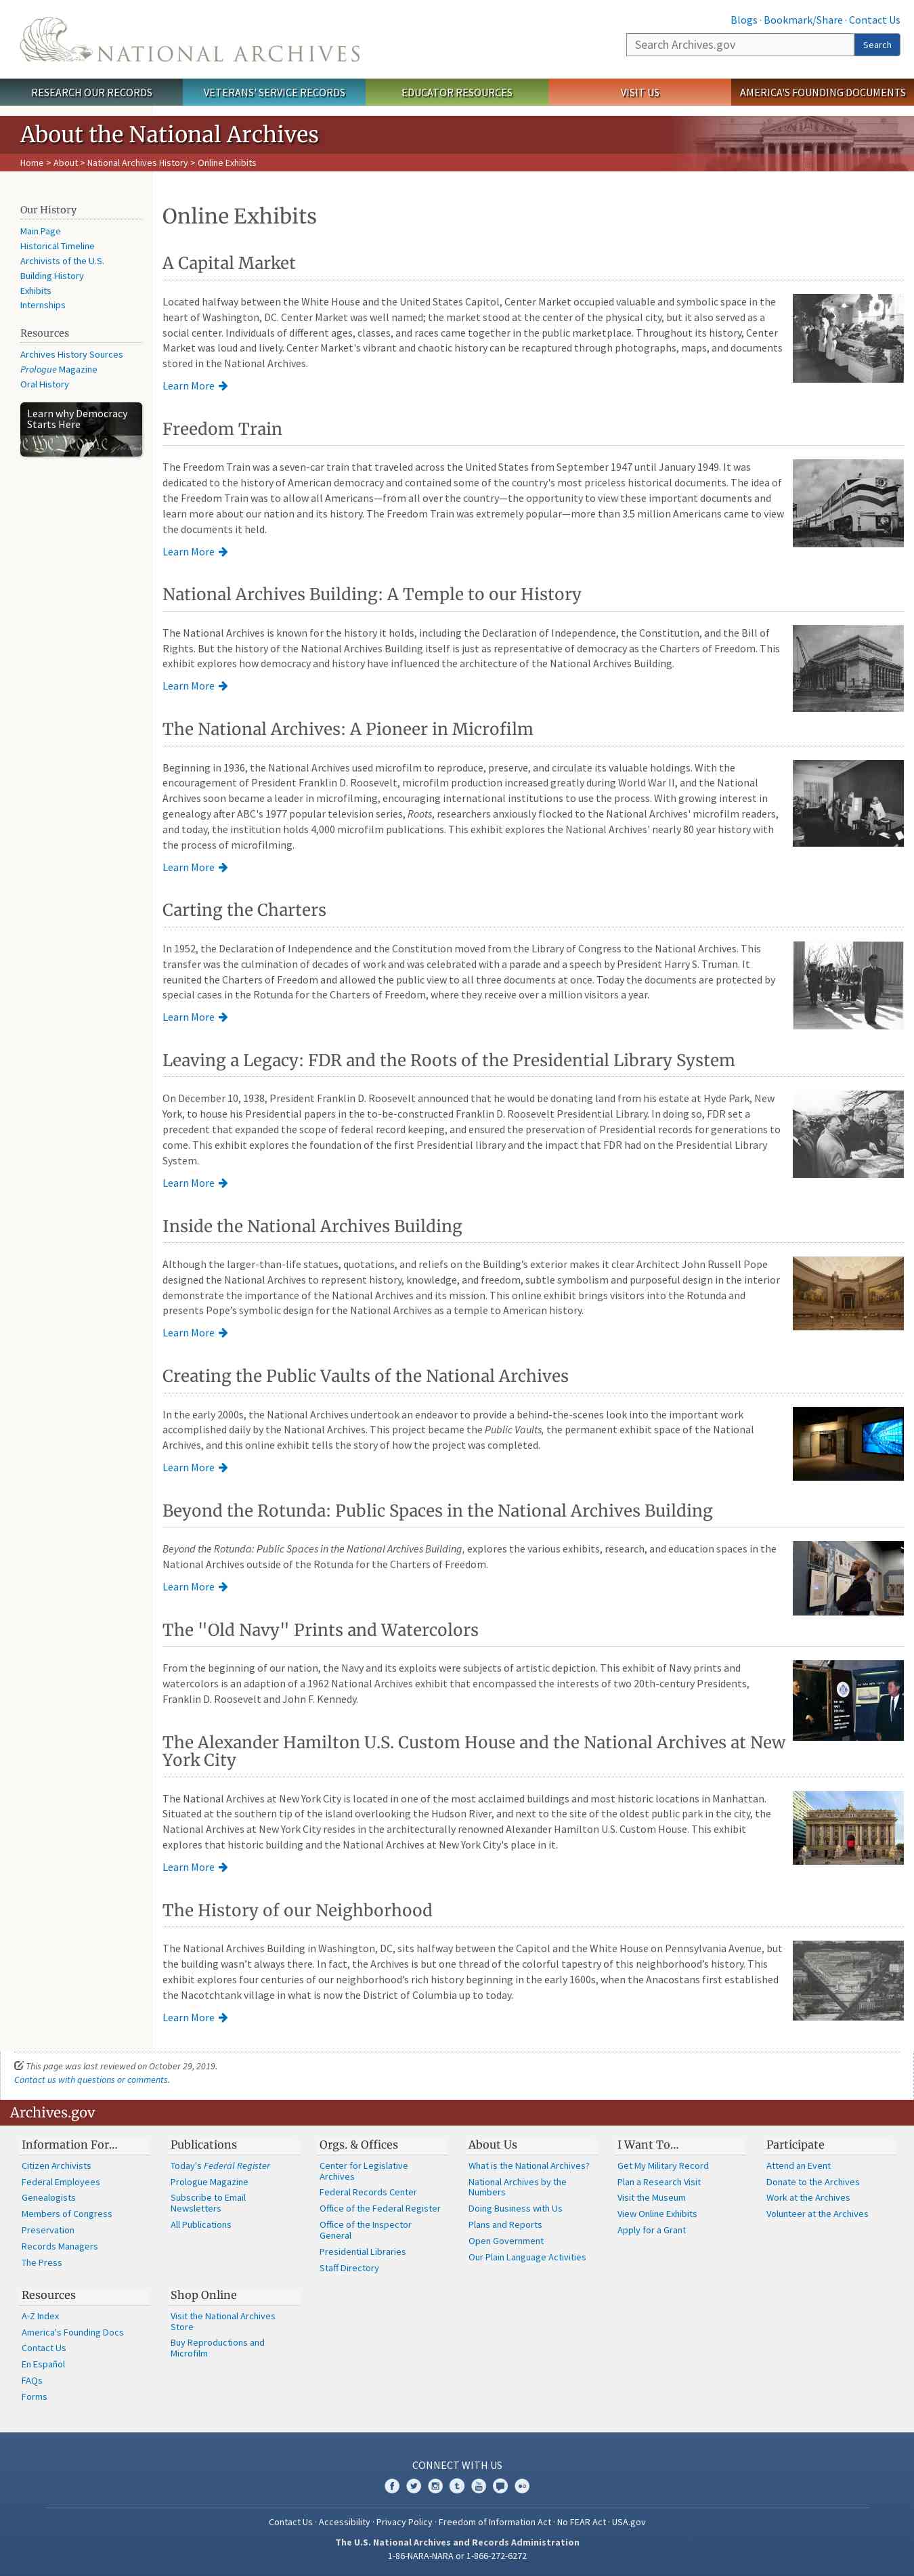 Blogs · Bookmark/Share · Contact Us
NATIONAL ARCHIVES
Search Archives.gov
Search
RESEARCH OUR RECORDS
VETERANS' SERVICE RECORDS
EDUCATOR RESOURCES
VISIT US
AMERICA'S FOUNDING DOCUMENTS
About the National Archives
Home > About > National Archives History > Online Exhibits
Our History
Main Page
Historical Timeline
Archivists of the U.S.
Building History
Exhibits
Internships
Resources
Archives History Sources
Prologue Magazine
Oral History
Learn why Democracy
Starts Here
Online Exhibits
A Capital Market
Located halfway between the White House and the United States Capitol, Center Market occupied valuable and symbolic space in the
heart of Washington, DC. Center Market was well named; the market stood at the center of the physical city, but it also served as a
social center. Individuals of different ages, classes, and races came together in the public marketplace. Throughout its history, Center
Market was loud and lively. Center Market's vibrant and chaotic history can be recaptured through photographs, maps, and documents
stored in the National Archives.
Learn More
Freedom Train
The Freedom Train was a seven-car train that traveled across the United States from September 1947 until January 1949. It was
dedicated to the history of American democracy and contained some of the country's most priceless historical documents. The idea of
the Freedom Train was to allow all Americans—from all over the country—the opportunity to view these important documents and
learn more about our nation and its history. The Freedom Train was extremely popular—more than 3.5 million Americans came to view
the documents it held.
Learn More
National Archives Building: A Temple to our History
The National Archives is known for the history it holds, including the Declaration of Independence, the Constitution, and the Bill of
Rights. But the history of the National Archives Building itself is just as representative of democracy as the Charters of Freedom. This
exhibit explores how democracy and history have influenced the architecture of the National Archives Building.
Learn More
The National Archives: A Pioneer in Microfilm
Beginning in 1936, the National Archives used microfilm to reproduce, preserve, and circulate its valuable holdings. With the
encouragement of President Franklin D. Roosevelt, microfilm production increased greatly during World War II, and the National
Archives soon became a leader in microfilming, encouraging international institutions to use the process. With growing interest in
genealogy after ABC's 1977 popular television series, Roots, researchers anxiously flocked to the National Archives' microfilm readers,
and today, the institution holds 4,000 microfilm publications. This exhibit explores the National Archives' nearly 80 year history with
the process of microfilming.
Learn More
Carting the Charters
In 1952, the Declaration of Independence and the Constitution moved from the Library of Congress to the National Archives. This
transfer was the culmination of decades of work and was celebrated with a parade and a speech by President Harry S. Truman. It
reunited the Charters of Freedom and allowed the public view to all three documents at once. Today the documents are protected by
special cases in the Rotunda for the Charters of Freedom, where they receive over a million visitors a year.
Learn More
Leaving a Legacy: FDR and the Roots of the Presidential Library System
On December 10, 1938, President Franklin D. Roosevelt announced that he would be donating land from his estate at Hyde Park, New
York, to house his Presidential papers in the to-be-constructed Franklin D. Roosevelt Presidential Library. In doing so, FDR set a
precedent that expanded the scope of federal record keeping, and ensured the preservation of Presidential records for generations to
come. This exhibit explores the foundation of the first Presidential library and the impact that FDR had on the Presidential Library
System.
Learn More
Inside the National Archives Building
Although the larger-than-life statues, quotations, and reliefs on the Building’s exterior makes it clear Architect John Russell Pope
designed the National Archives to represent history, knowledge, and freedom, subtle symbolism and purposeful design in the interior
demonstrate the importance of the National Archives and its mission. This online exhibit brings visitors into the Rotunda and
presents Pope’s symbolic design for the National Archives as a temple to American history.
Learn More
Creating the Public Vaults of the National Archives
In the early 2000s, the National Archives undertook an endeavor to provide a behind-the-scenes look into the important work
accomplished daily by the National Archives. This project became the Public Vaults, the permanent exhibit space of the National
Archives, and this online exhibit tells the story of how the project was completed.
Learn More
Beyond the Rotunda: Public Spaces in the National Archives Building
Beyond the Rotunda: Public Spaces in the National Archives Building, explores the various exhibits, research, and education spaces in the
National Archives outside of the Rotunda for the Charters of Freedom.
Learn More
The "Old Navy" Prints and Watercolors
From the beginning of our nation, the Navy and its exploits were subjects of artistic depiction. This exhibit of Navy prints and
watercolors is an adaption of a 1962 National Archives exhibit that encompassed the interests of two 20th-century Presidents,
Franklin D. Roosevelt and John F. Kennedy.
The Alexander Hamilton U.S. Custom House and the National Archives at New
York City
The National Archives at New York City is located in one of the most acclaimed buildings and most historic locations in Manhattan.
Situated at the southern tip of the island overlooking the Hudson River, and next to the site of the oldest public park in the city, the
National Archives at New York City resides in the architecturally renowned Alexander Hamilton U.S. Custom House. This exhibit
explores that historic building and the National Archives at New York City's place in it.
Learn More
The History of our Neighborhood
The National Archives Building in Washington, DC, sits halfway between the Capitol and the White House on Pennsylvania Avenue, but
the building wasn’t always there. In fact, the Archives is but one thread of the colorful tapestry of this neighborhood’s history. This
exhibit explores four centuries of our neighborhood’s rich history beginning in the early 1600s, when the Anacostans first established
the Nacotchtank village in what is now the District of Columbia up to today.
Learn More
This page was last reviewed on October 29, 2019.
Contact us with questions or comments.
Archives.gov
Information For…
Citizen Archivists
Federal Employees
Genealogists
Members of Congress
Preservation
Records Managers
The Press
Publications
Today's Federal Register
Prologue Magazine
Subscribe to Email
Newsletters
All Publications
Orgs. & Offices
Center for Legislative
Archives
Federal Records Center
Office of the Federal Register
Office of the Inspector
General
Presidential Libraries
Staff Directory
About Us
What is the National Archives?
National Archives by the
Numbers
Doing Business with Us
Plans and Reports
Open Government
Our Plain Language Activities
I Want To…
Get My Military Record
Plan a Research Visit
Visit the Museum
View Online Exhibits
Apply for a Grant
Participate
Attend an Event
Donate to the Archives
Work at the Archives
Volunteer at the Archives
Resources
A-Z Index
America's Founding Docs
Contact Us
En Español
FAQs
Forms
Shop Online
Visit the National Archives
Store
Buy Reproductions and
Microfilm
CONNECT WITH US
Contact Us · Accessibility · Privacy Policy · Freedom of Information Act · No FEAR Act · USA.gov
The U.S. National Archives and Records Administration
1-86-NARA-NARA or 1-866-272-6272